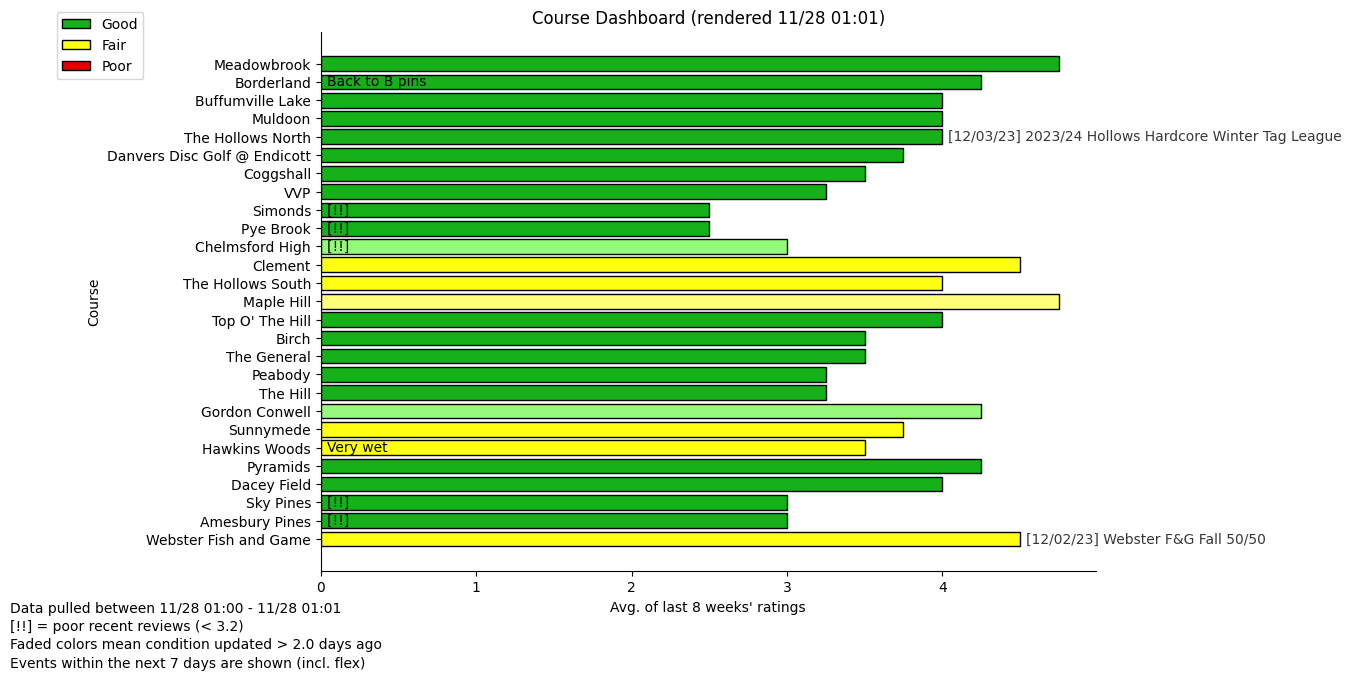 Course Dashboard (rendered 11/28 01:01)
Good
Fair
Poor
Meadowbrook
Borderland
Back to B pins
Buffumville Lake
Muldoon
The Hollows North
[12/03/23] 2023/24 Hollows Hardcore Winter Tag League
Danvers Disc Golf @ Endicott
Coggshall
VVP
Simonds
[!!]
Pye Brook
[!!]
Chelmsford High
[!!]
Clement
The Hollows South
Maple Hill
Top O' The Hill
Birch
The General
Peabody
The Hill
Gordon Conwell
Sunnymede
Hawkins Woods
Very wet
Pyramids
Dacey Field
Sky Pines
[!!]
Amesbury Pines
[!!]
Webster Fish and Game
[12/02/23] Webster F&G Fall 50/50
Course
0 1 2 3 4
Avg. of last 8 weeks' ratings
Data pulled between 11/28 01:00 - 11/28 01:01
[!!] = poor recent reviews (< 3.2)
Faded colors mean condition updated > 2.0 days ago
Events within the next 7 days are shown (incl. flex)